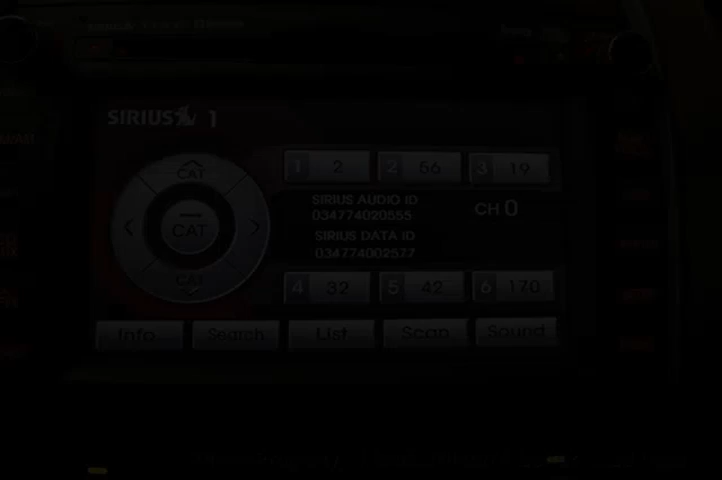 SIRIUS 1
CAT
CAT
CAT
1 2
2 56
3 19
SIRIUS AUDIO ID
034774020555
CH 0
SIRIUS DATA ID
034774002577
4 32
5 42
6 170
Info
Search
List
Scan
Sound